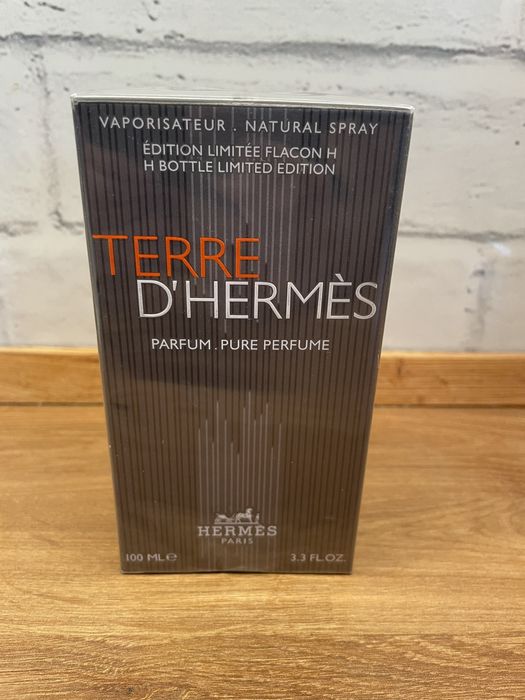 VAPORISATEUR . NATURAL SPRAY
ÉDITION LIMITÉE FLACON H
H BOTTLE LIMITED EDITION
TERRE
D'HERMÈS
PARFUM . PURE PERFUME
HERMÈS
PARIS
100 ML ℮ 3.3 FL.OZ.